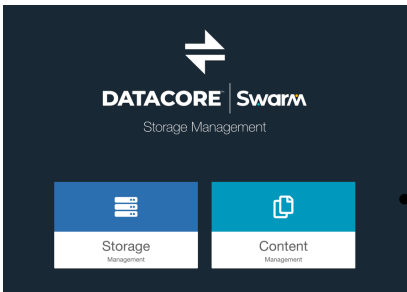 DATACORE Swarm
Storage Management
Storage
Management
Content
Management